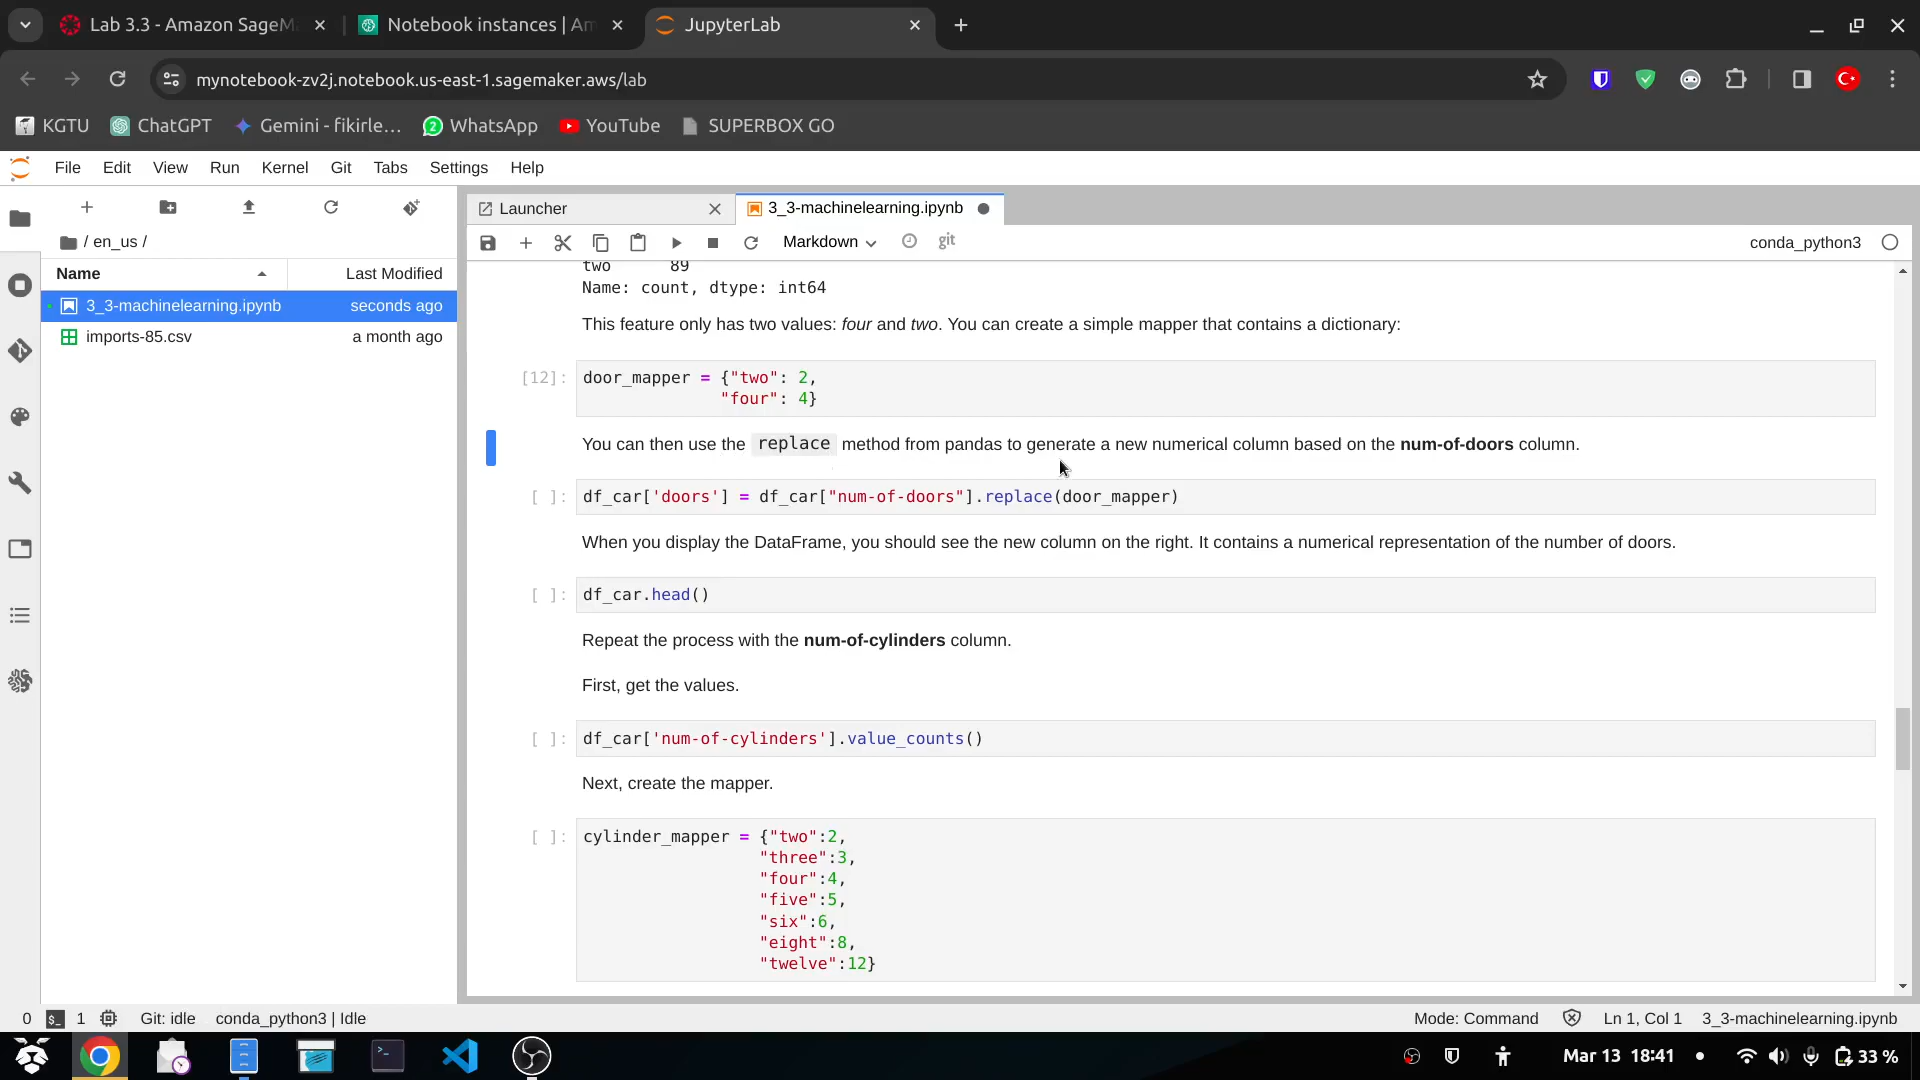 Lab 3.3 - Amazon SageM
Notebook instances | Am
JupyterLab
mynotebook-zv2j.notebook.us-east-1.sagemaker.aws/lab
KGTU
ChatGPT
Gemini - fikirle...
WhatsApp
YouTube
SUPERBOX GO
File Edit View Run Kernel Git Tabs Settings Help
/ en_us /
Name Last Modified
3_3-machinelearning.ipynb seconds ago
imports-85.csv a month ago
Launcher
3_3-machinelearning.ipynb
Markdown
git
conda_python3
two 89
Name: count, dtype: int64
This feature only has two values: four and two. You can create a simple mapper that contains a dictionary:
[12]: door_mapper = {"two": 2,
"four": 4}
You can then use the replace method from pandas to generate a new numerical column based on the num-of-doors column.
[ ]: df_car['doors'] = df_car["num-of-doors"].replace(door_mapper)
When you display the DataFrame, you should see the new column on the right. It contains a numerical representation of the number of doors.
[ ]: df_car.head()
Repeat the process with the num-of-cylinders column.
First, get the values.
[ ]: df_car['num-of-cylinders'].value_counts()
Next, create the mapper.
[ ]: cylinder_mapper = {"two":2,
"three":3,
"four":4,
"five":5,
"six":6,
"eight":8,
"twelve":12}
0 1 Git: idle conda_python3 | Idle
Mode: Command Ln 1, Col 1 3_3-machinelearning.ipynb
Mar 13 18:41
33 %